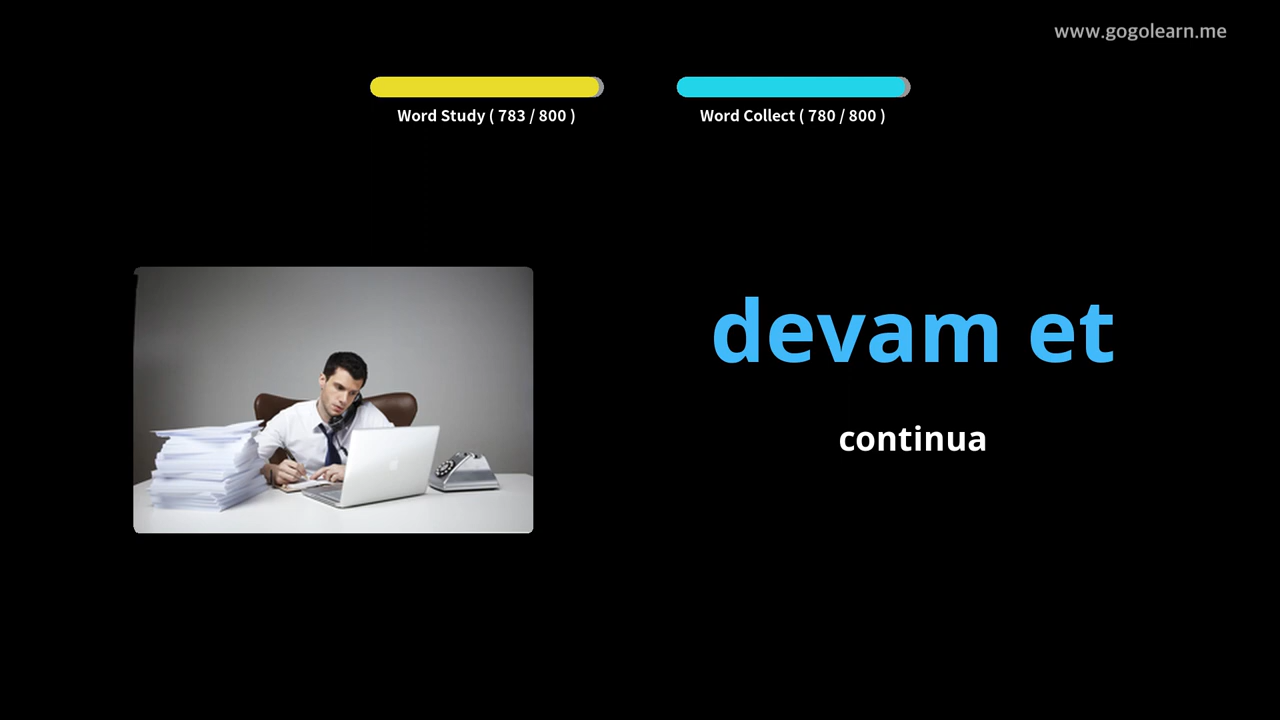 www.gogolearn.me
Word Study ( 783 / 800 )
Word Collect ( 780 / 800 )
devam et
continua